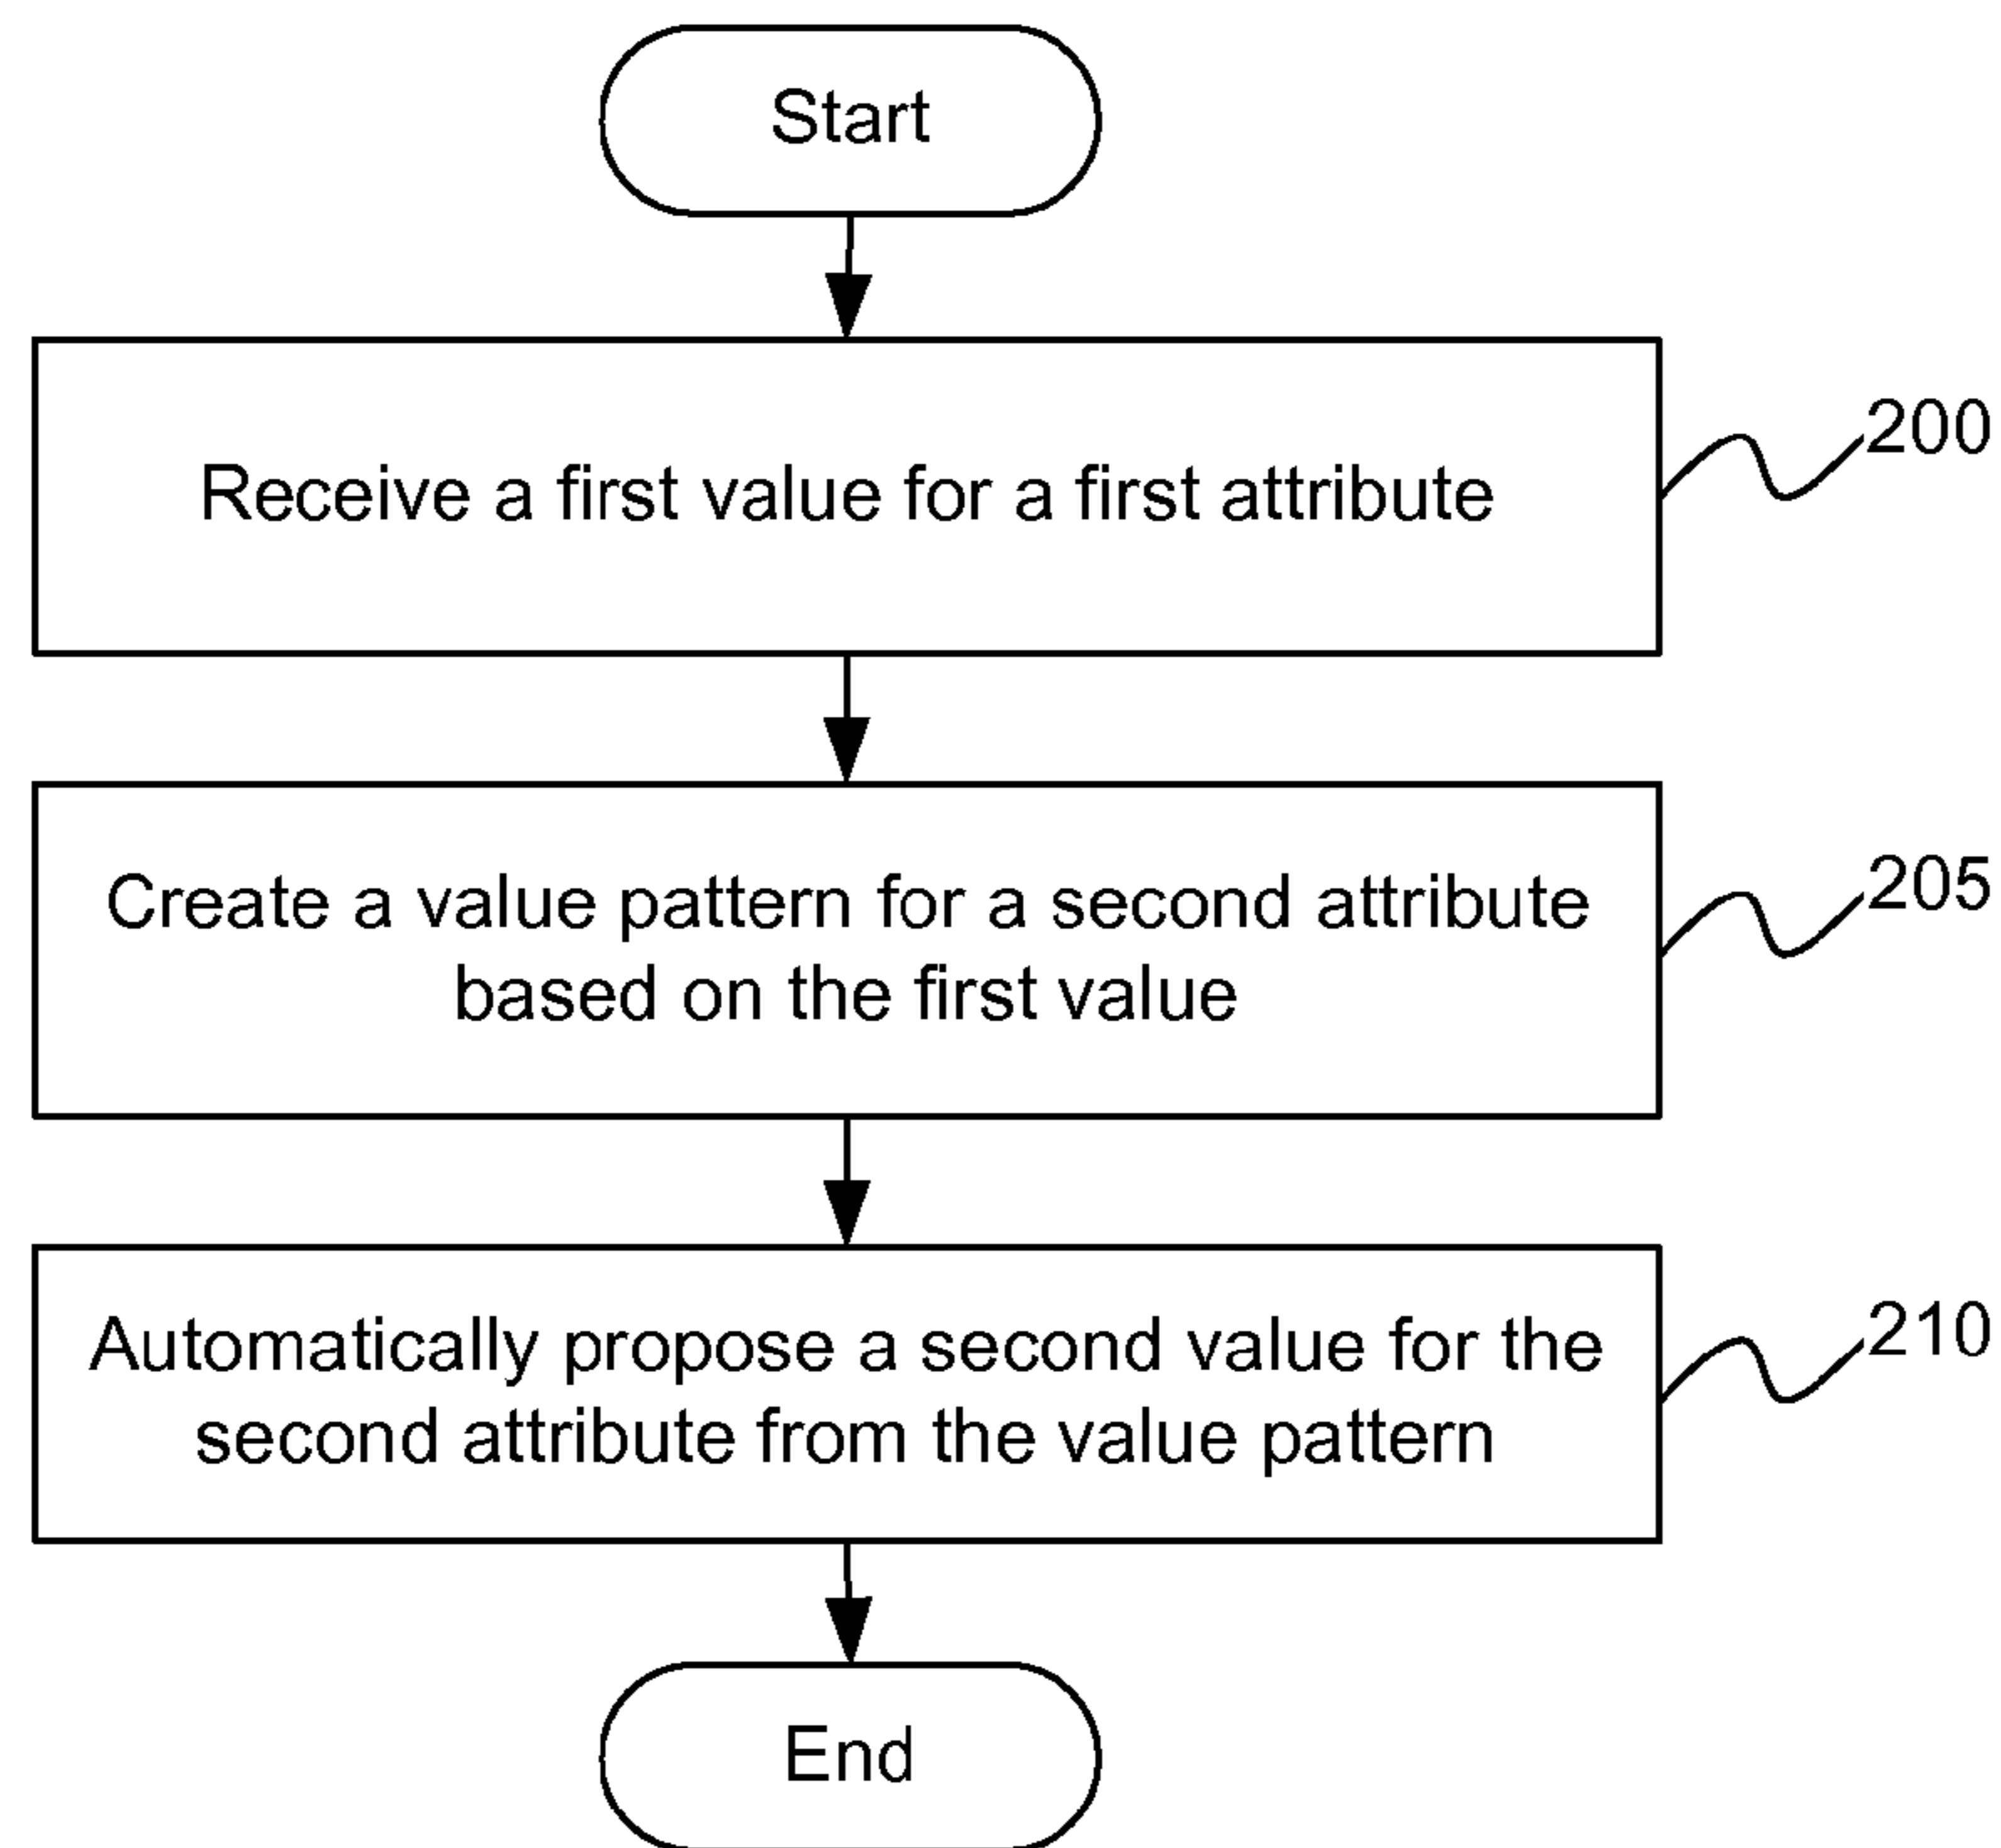 Start
Receive a first value for a first attribute
200
Create a value pattern for a second attribute
based on the first value
205
Automatically propose a second value for the
second attribute from the value pattern
210
End